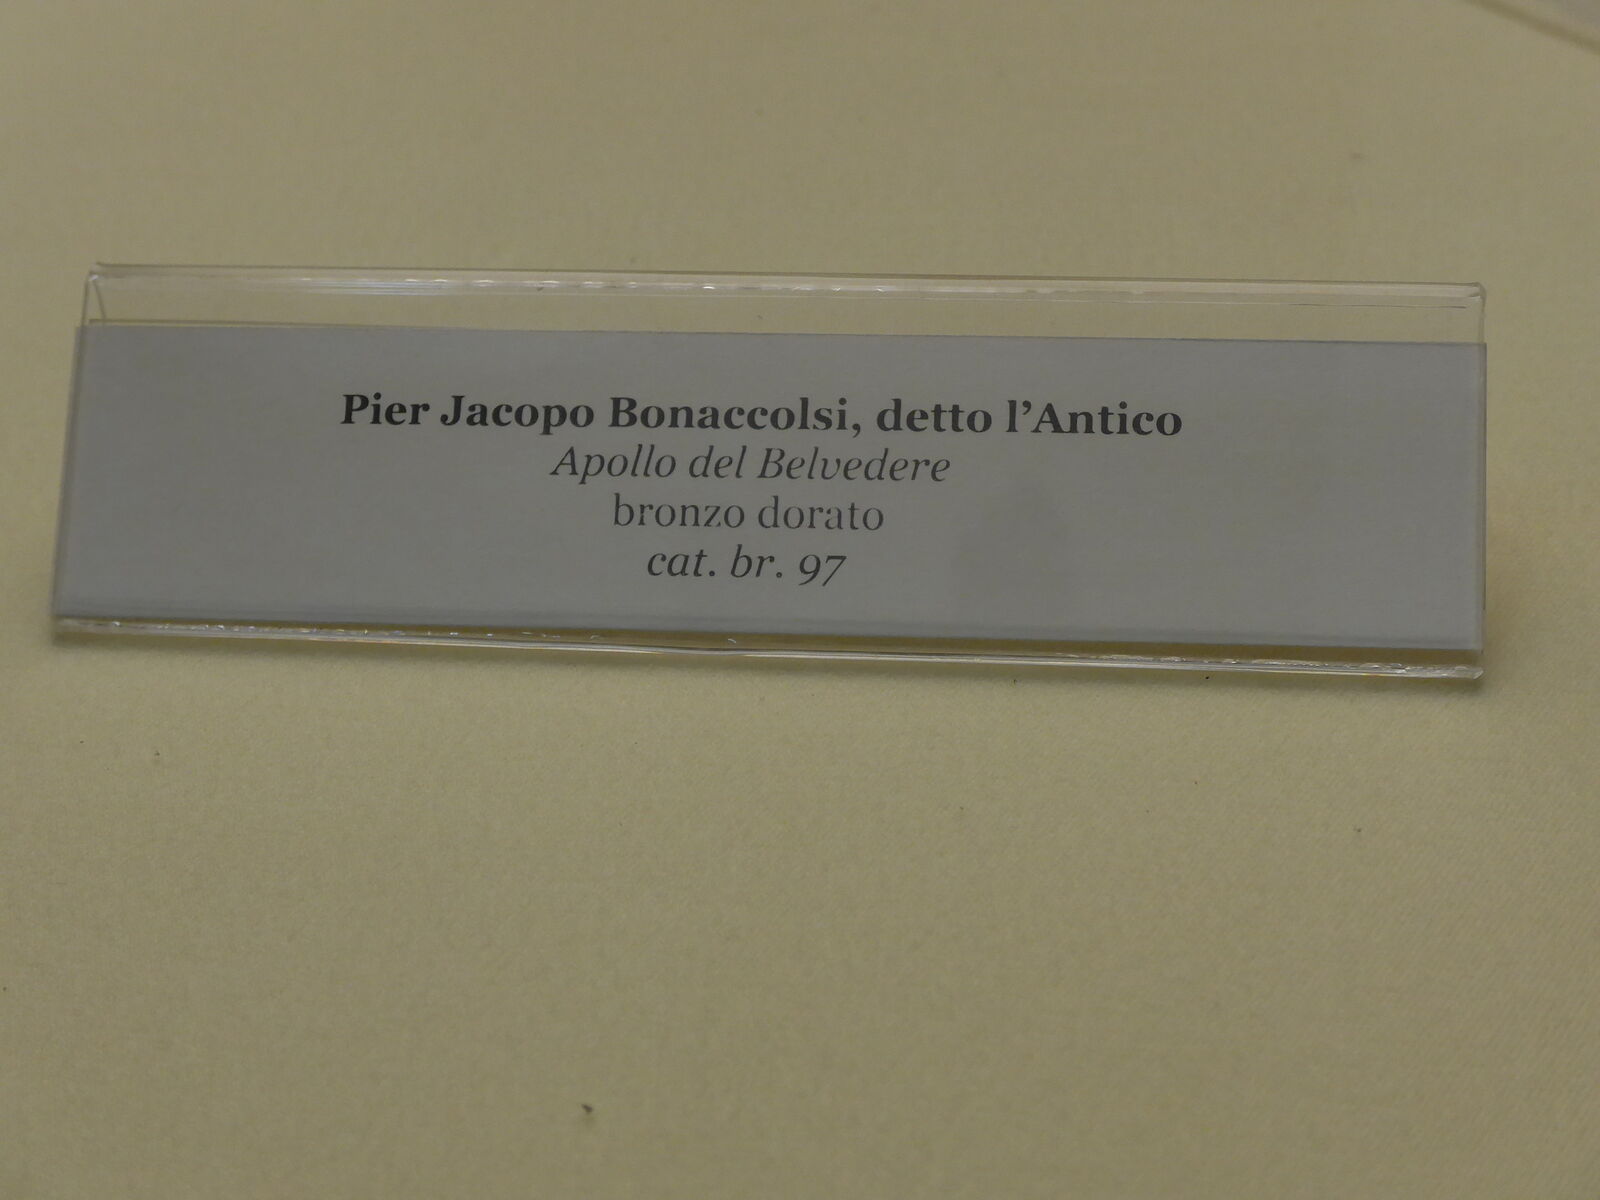 Pier Jacopo Bonaccolsi, detto l’Antico
Apollo del Belvedere
bronzo dorato
cat. br. 97